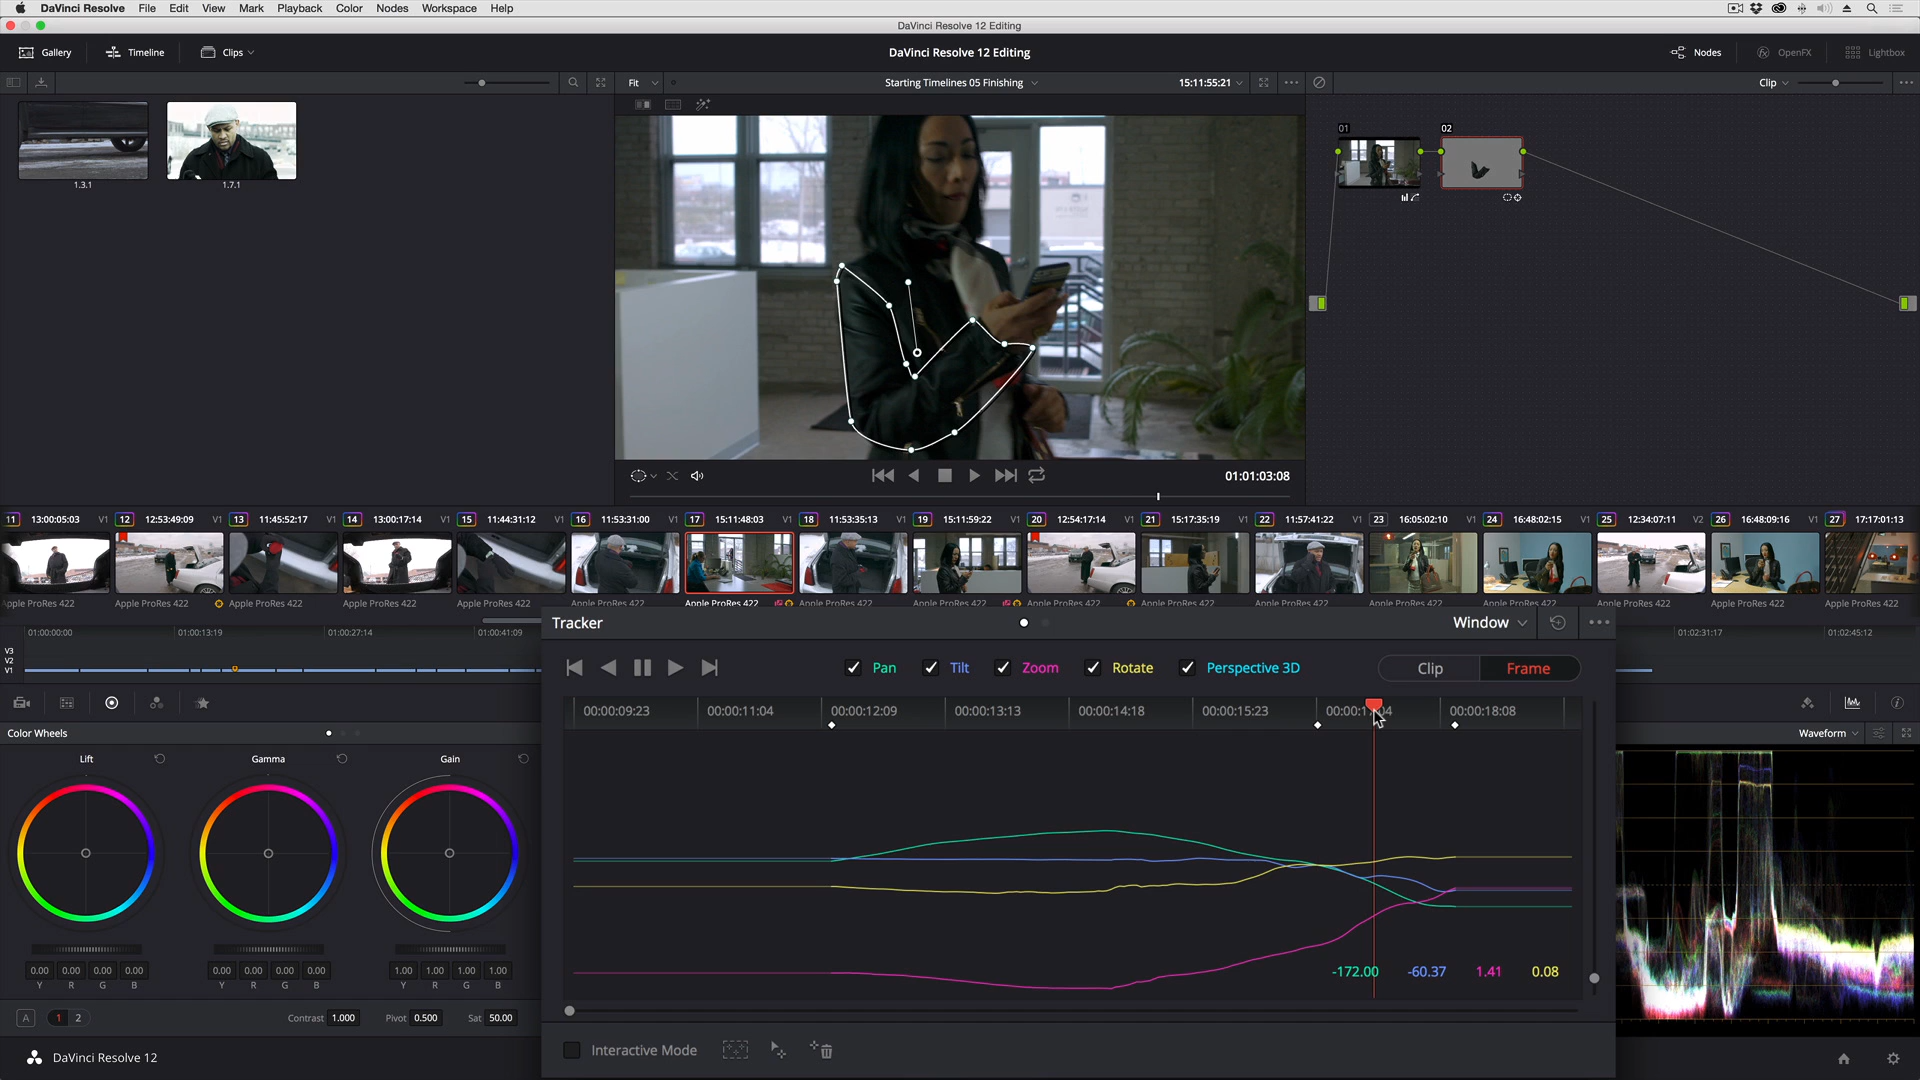 DaVinci Resolve File Edit View Mark Playback Color Nodes Workspace Help
DaVinci Resolve 12 Editing
Gallery Timeline Clips DaVinci Resolve 12 Editing Nodes OpenFX Lightbox
Fit Starting Timelines 05 Finishing 15:11:55:21 Clip
1.3.1 1.7.1
01 02
01:01:03:08
11 13:00:05:03 V1 12 12:53:49:09 V1 13 11:45:52:17 V1 14 13:00:17:14 V1 15 11:44:31:12 V1 16 11:53:31:00 V1 17 15:11:48:03 V1 18 11:53:35:13 V1 19 15:11:59:22 V1 20 12:54:17:14 V1 21 15:17:35:19 V1 22 11:57:41:22 V1 23 16:05:02:10 V1 24 16:48:02:15 V1 25 12:34:07:11 V2 26 16:48:09:16 V1 27 17:17:01:13
Apple ProRes 422 Apple ProRes 422 Apple ProRes 422 Apple ProRes 422 Apple ProRes 422 Apple ProRes 422 Apple ProRes 422 Apple ProRes 422 Apple ProRes 422 Apple ProRes 422 Apple ProRes 422 Apple ProRes 422 Apple ProRes 422 Apple ProRes 422 Apple ProRes 422 Apple ProRes 422 Apple ProRes 422
01:00:00:00 01:00:13:19 01:00:27:14 01:00:41:09 01:02:31:17 01:02:45:12
V3
V2
V1
Tracker Window
Pan Tilt Zoom Rotate Perspective 3D Clip Frame
00:00:09:23 00:00:11:04 00:00:12:09 00:00:13:13 00:00:14:18 00:00:15:23 00:00:17:04 00:00:18:08
-172.00 -60.37 1.41 0.08
Interactive Mode
Color Wheels
Lift Gamma Gain
0.00 0.00 0.00 0.00 0.00 0.00 0.00 0.00 1.00 1.00 1.00 1.00
Y R G B Y R G B Y R G B
A 1 2 Contrast 1.000 Pivot 0.500 Sat 50.00
Waveform
DaVinci Resolve 12